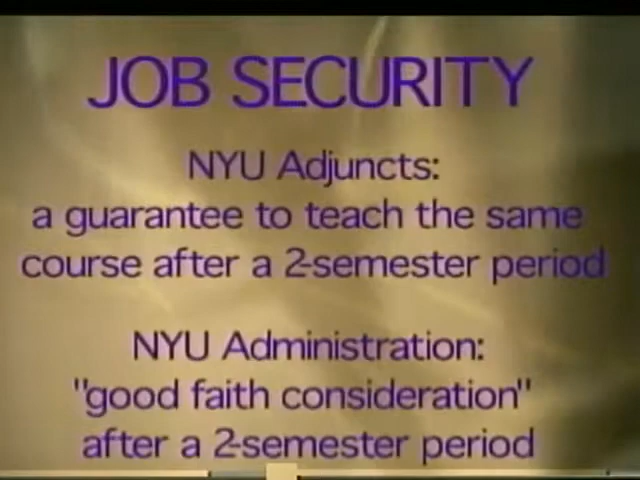 JOB SECURITY
NYU Adjuncts:
a guarantee to teach the same
course after a 2-semester period
NYU Administration:
"good faith consideration"
after a 2-semester period